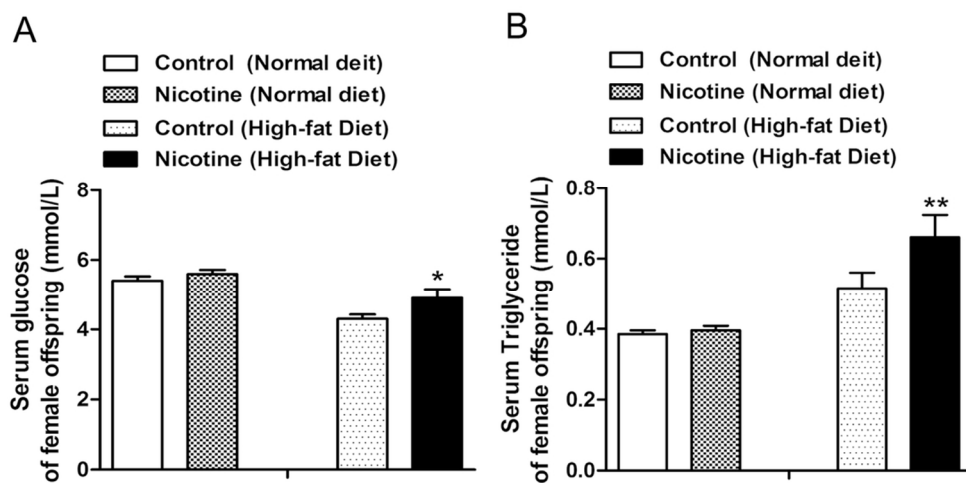 A
Control (Normal deit)
Nicotine (Normal diet)
Control (High-fat Diet)
Nicotine (High-fat Diet)
Serum glucose
of female offspring (mmol/L)
8
6
4
2
0
*
B
Control (Normal deit)
Nicotine (Normal diet)
Control (High-fat Diet)
Nicotine (High-fat Diet)
Serum Triglyceride
of female offspring (mmol/L)
0.8
0.6
0.4
0.2
0.0
**